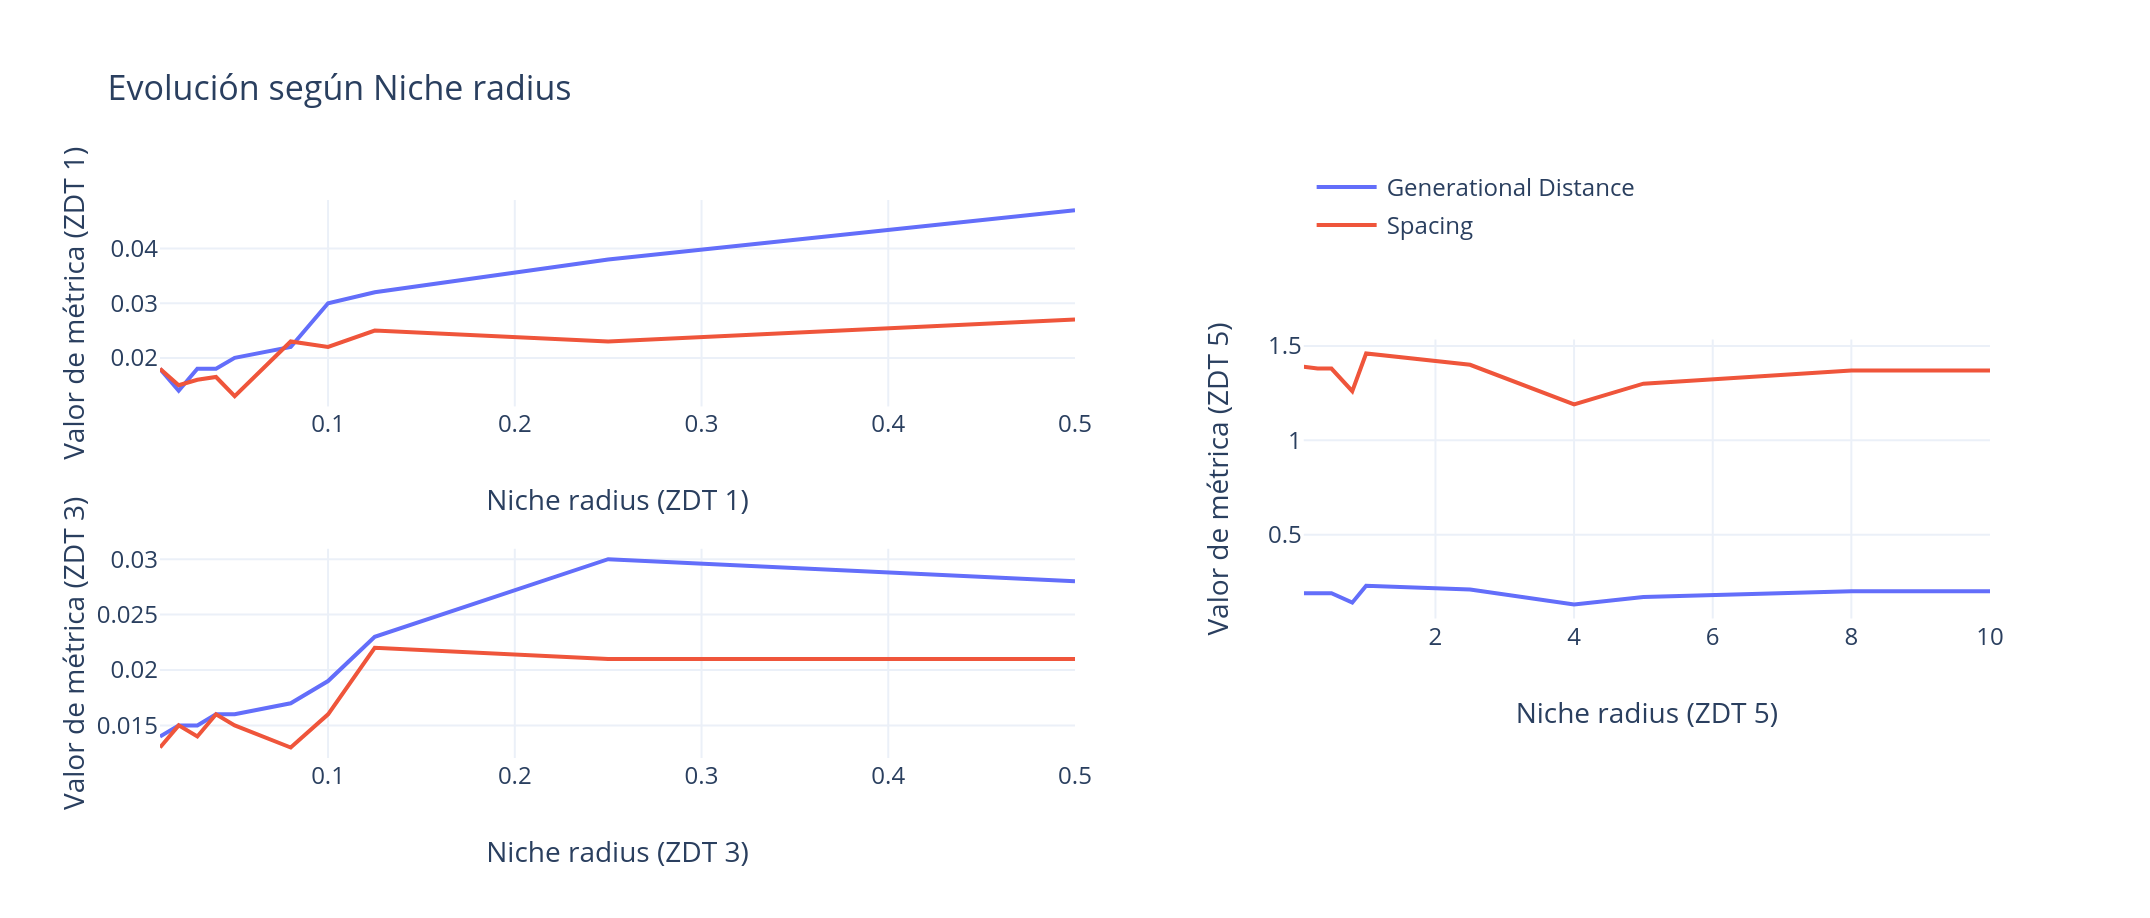 Evolución según Niche radius
Valor de métrica (ZDT 1)
0.04
0.03
0.02
0.1 0.2 0.3 0.4 0.5
Niche radius (ZDT 1)
Valor de métrica (ZDT 3)
0.03
0.025
0.02
0.015
0.1 0.2 0.3 0.4 0.5
Niche radius (ZDT 3)
Generational Distance
Spacing
Valor de métrica (ZDT 5)
1.5
1
0.5
2 4 6 8 10
Niche radius (ZDT 5)